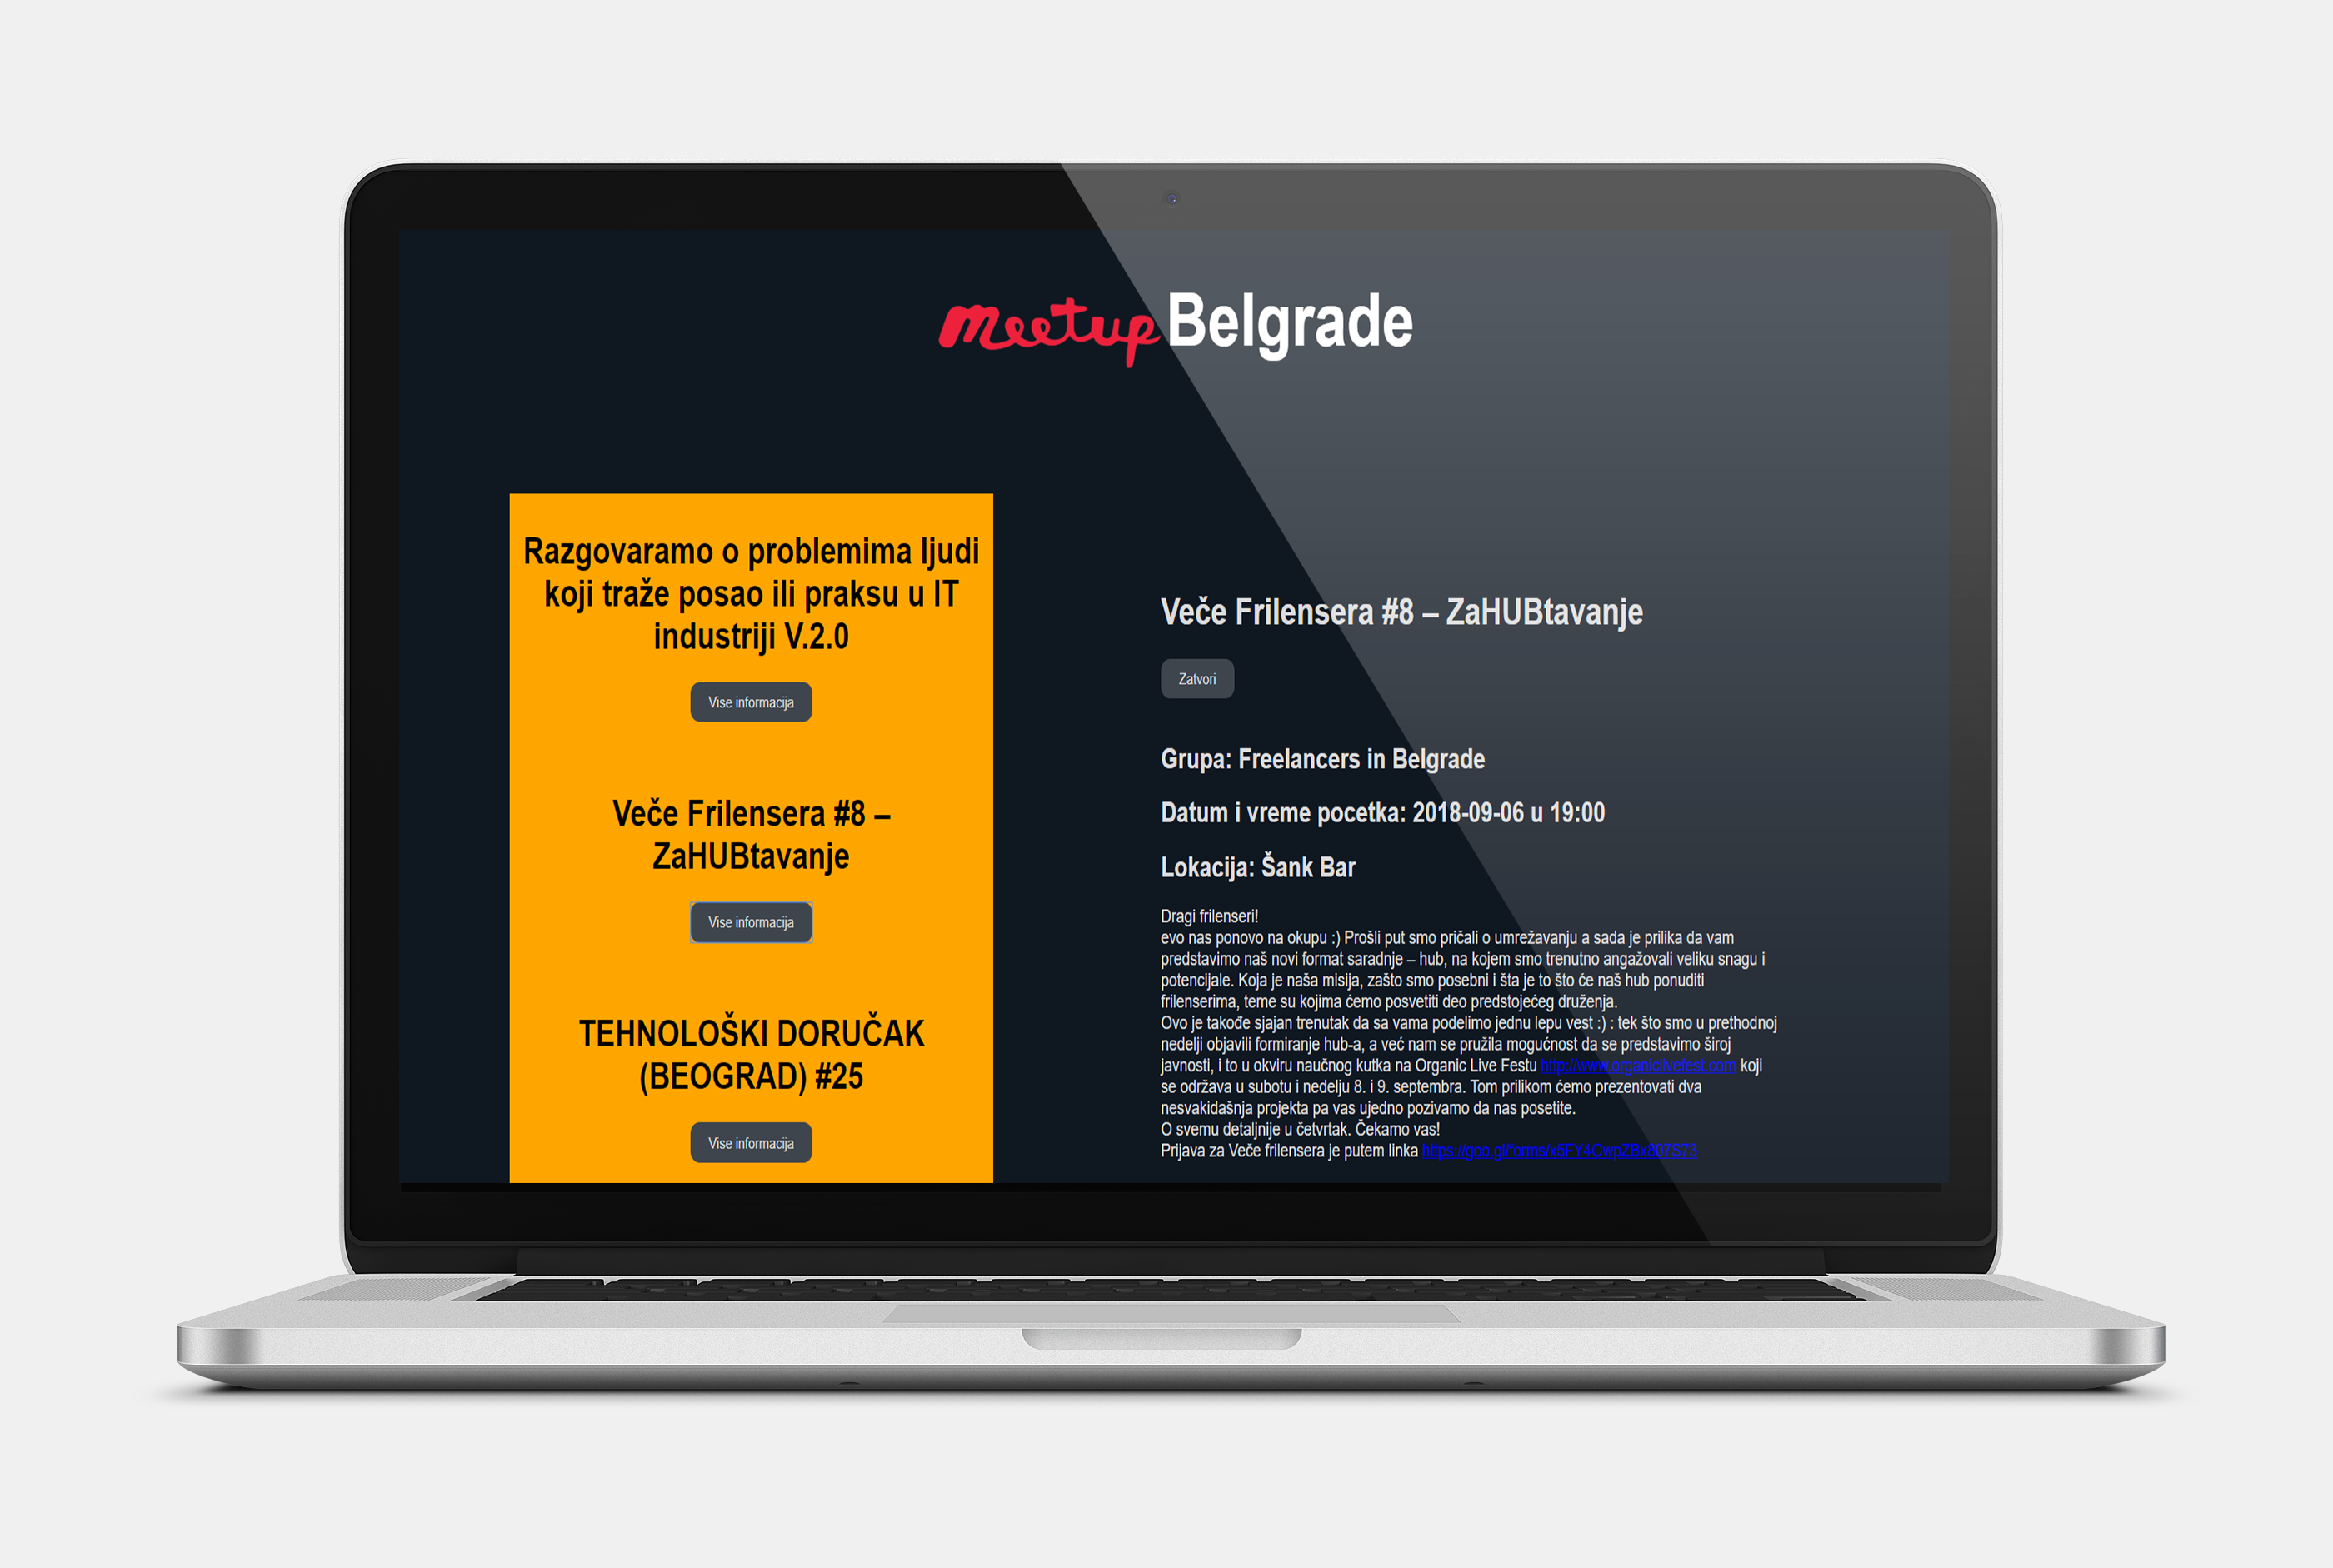 meetup Belgrade
Razgovaramo o problemima ljudi
koji traže posao ili praksu u IT
industriji V.2.0
Vise informacija
Veče Frilensera #8 –
ZaHUBtavanje
Vise informacija
TEHNOLOŠKI DORUČAK
(BEOGRAD) #25
Vise informacija
Veče Frilensera #8 – ZaHUBtavanje
Zatvori
Grupa: Freelancers in Belgrade
Datum i vreme pocetka: 2018-09-06 u 19:00
Lokacija: Šank Bar
Dragi frilenseri!
evo nas ponovo na okupu :) Prošli put smo pričali o umrežavanju a sada je prilika da vam
predstavimo naš novi format saradnje – hub, na kojem smo trenutno angažovali veliku snagu i
potencijale. Koja je naša misija, zašto smo posebni i šta je to što će naš hub ponuditi
frilenserima, teme su kojima ćemo posvetiti deo predstojećeg druženja.
Ovo je takođe sjajan trenutak da sa vama podelimo jednu lepu vest :) : tek što smo u prethodnoj
nedelji objavili formiranje hub-a, a već nam se pružila mogućnost da se predstavimo široj
javnosti, i to u okviru naučnog kutka na Organic Live Festu http://www.organiclivefest.com koji
se održava u subotu i nedelju 8. i 9. septembra. Tom prilikom ćemo prezentovati dva
nesvakidašnja projekta pa vas ujedno pozivamo da nas posetite.
O svemu detaljnije u četvrtak. Čekamo vas!
Prijava za Veče frilensera je putem linka https://goo.gl/forms/x5FY4OwpZBx807S73